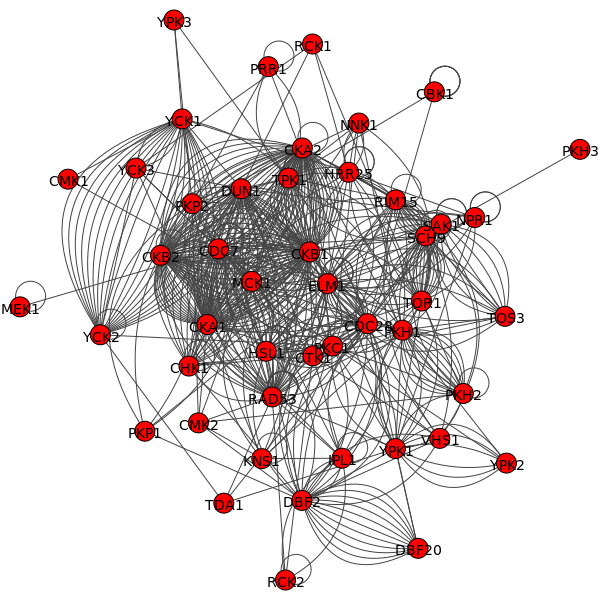 YPK3
RCK1
PRR1
CBK1
YCK1
NNK1
CKA2
PKH3
YCK3
HRR25
CMK1
TPK1
DUN1
PKP2
RIM15
NPR1
SAK1
SCH9
CDC7
CKB2
CKB1
MCK1
ELM1
TOR1
MEK1
TOS3
CKA1
CDC28
PKH1
YCK2
PKC1
HSL1
CTK1
CHK1
RAD53
PKH2
CMK2
PKP1
VHS1
YPK1
KNS1
IPL1
YPK2
TDA1
DBF2
DBF20
RCK2